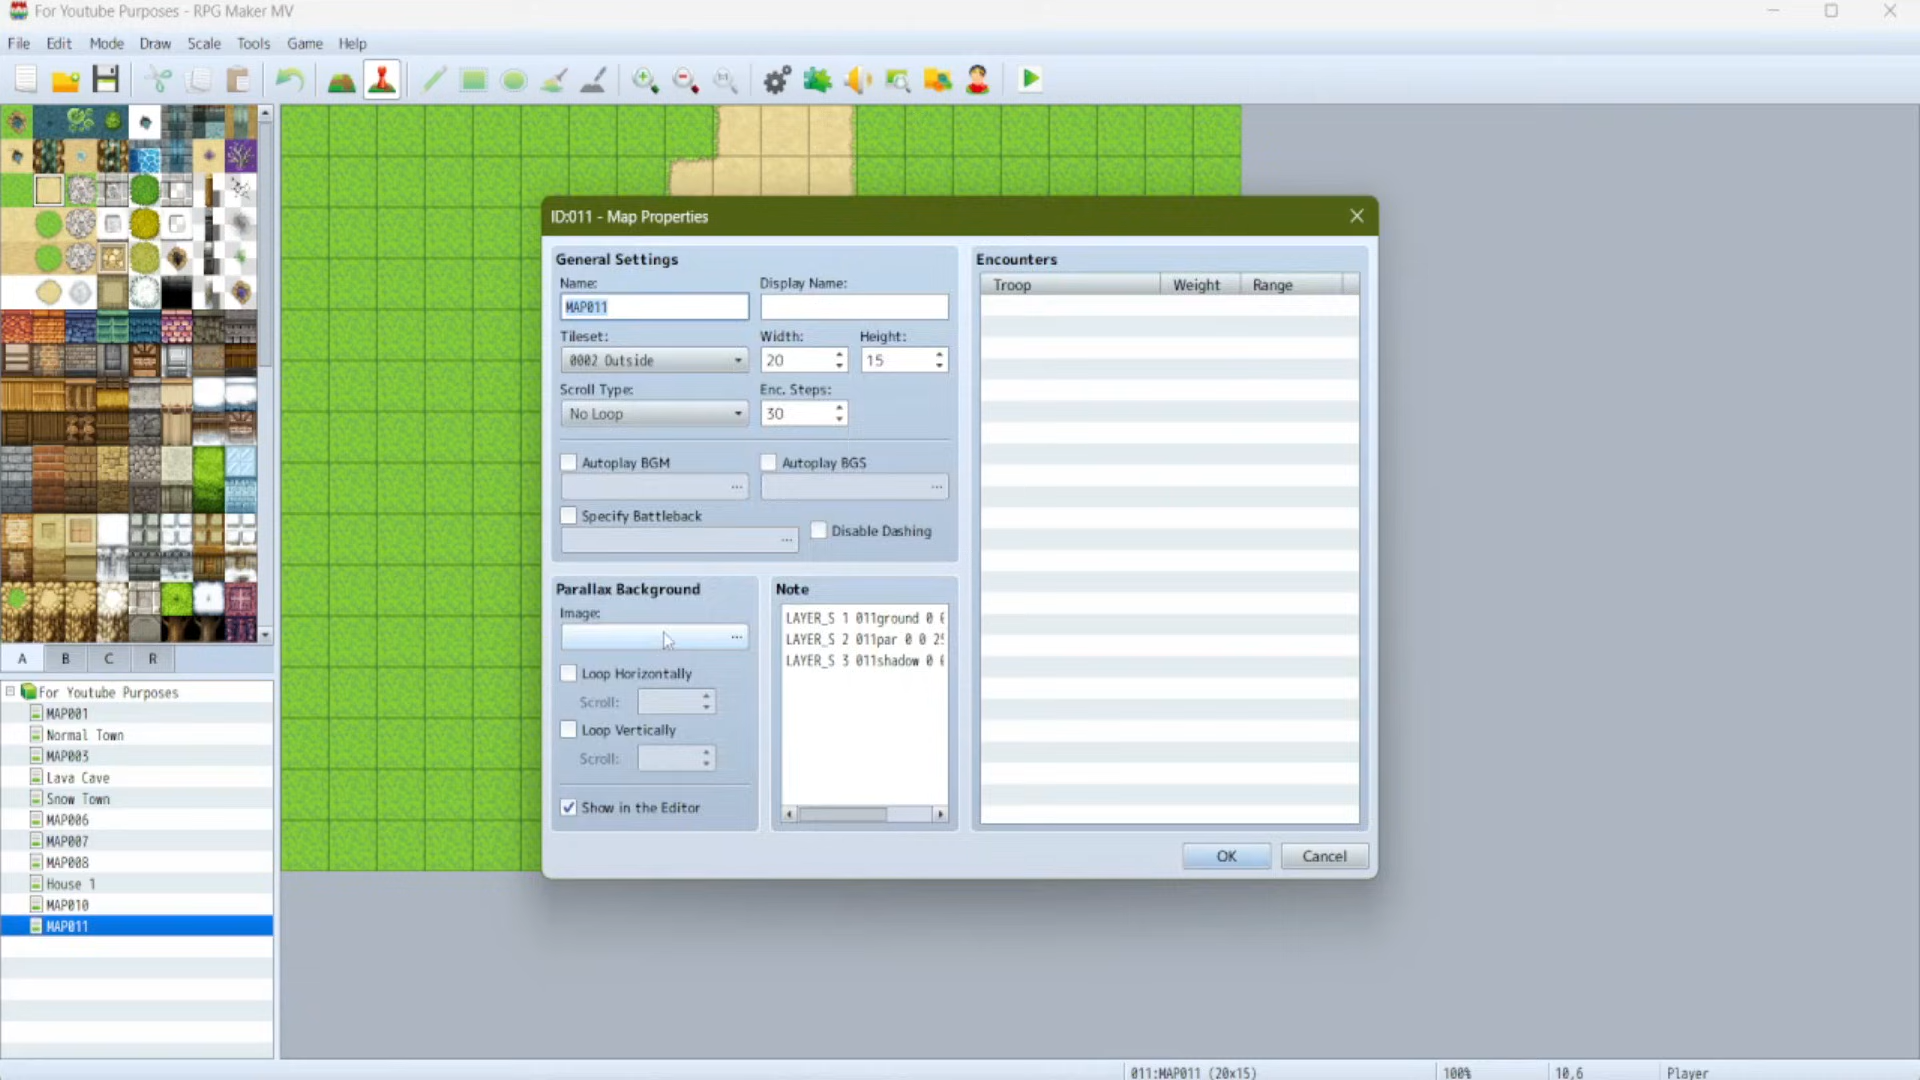 For Youtube Purposes - RPG Maker MV
File Edit Mode Draw Scale Tools Game Help
ID:011 - Map Properties
General Settings
Name:
Display Name:
MAP011
Tileset:
Width:
Height:
0002 Outside
20
15
Scroll Type:
Enc. Steps:
No Loop
30
Autoplay BGM
Autoplay BGS
...
...
Specify Battleback
...
Disable Dashing
Parallax Background
Image:
...
Loop Horizontally
Scroll:
Loop Vertically
Scroll:
Show in the Editor
Note
LAYER_S 1 011ground 0
LAYER_S 2 011par 0 0
LAYER_S 3 011shadow 0
Encounters
Troop Weight Range
OK
Cancel
A B C R
For Youtube Purposes
MAP001
Normal Town
MAP003
Lava Cave
Snow Town
MAP006
MAP007
MAP008
House 1
MAP010
MAP011
011:MAP011 (20x15) 100% 10,6 Player